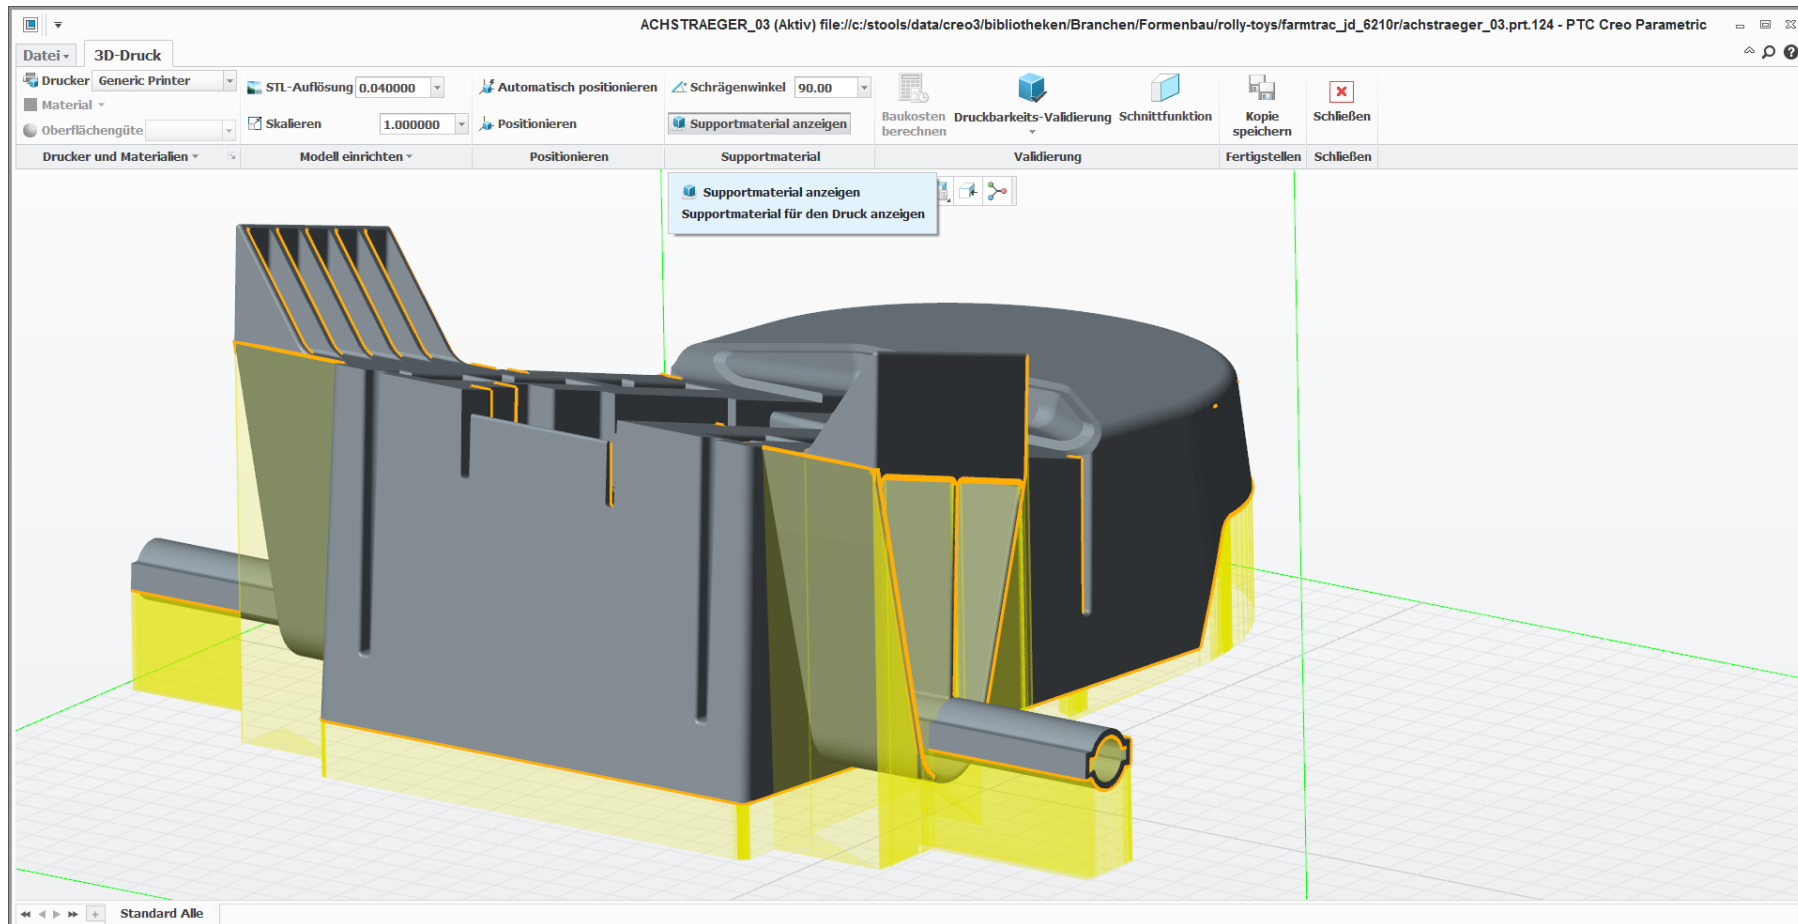 ACHSTRAEGER_03 (Aktiv) file://c:/stools/data/creo3/bibliotheken/Branchen/Formenbau/rolly-toys/farmtrac_jd_6210r/achstraeger_03.prt.124 - PTC Creo Parametric
Datei
3D-Druck
Drucker Generic Printer
Material
Oberflächengüte
Drucker und Materialien
STL-Auflösung 0.040000
Skalieren 1.000000
Modell einrichten
Automatisch positionieren
Positionieren
Positionieren
Schrägenwinkel 90.00
Supportmaterial anzeigen
Supportmaterial
Baukosten
berechnen
Druckbarkeits-Validierung
Schnittfunktion
Validierung
Kopie
speichern
Fertigstellen
Schließen
Schließen
Supportmaterial anzeigen
Supportmaterial für den Druck anzeigen
Standard Alle